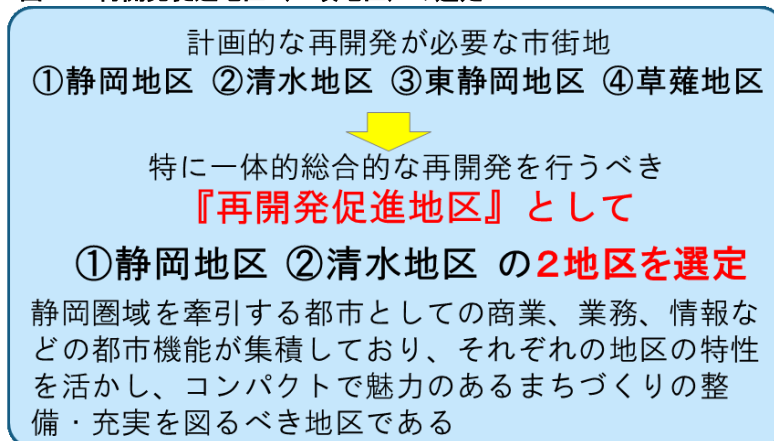 計画的な再開発が必要な市街地
①静岡地区 ②清水地区 ③東静岡地区 ④草薙地区
特に一体的総合的な再開発を行うべき
『再開発促進地区』として
①静岡地区 ②清水地区 の2地区を選定
静岡圏域を牽引する都市としての商業、業務、情報な
どの都市機能が集積しており、それぞれの地区の特性
を活かし、コンパクトで魅力のあるまちづくりの整
備・充実を図るべき地区である